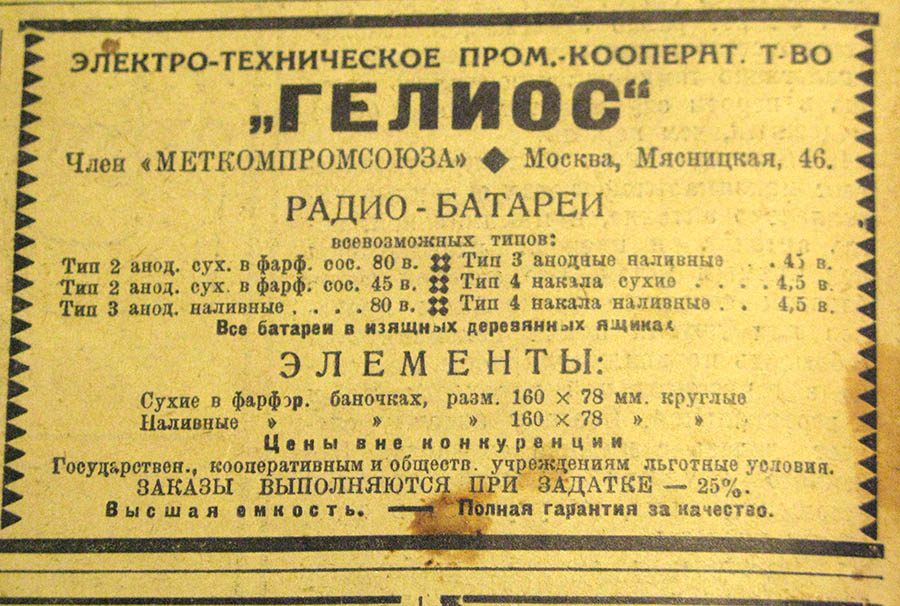 ЭЛЕКТРО-ТЕХНИЧЕСКОЕ ПРОМ.-КООПЕРАТ. Т-ВО
„ГЕЛИОС“
Член «МЕТКОМПРОМСОЮЗА» ◆ Москва, Мясницкая, 46.
РАДИО - БАТАРЕИ
всевозможных типов:
Тип 2 анод. сух. в фарф. сос. 80 в. Тип 3 анодные наливные . . 45 в.
Тип 2 анод. сух. в фарф. сос. 45 в. Тип 4 накала сухие . . . . 4,5 в.
Тип 3 анод. наливные . . . . 80 в. Тип 4 накала наливные . . 4,5 в.
Все батареи в изящных деревянных ящиках
ЭЛЕМЕНТЫ:
Сухие в фарфор. баночках, разм. 160 × 78 мм. круглые
Наливные » » » 160 × 78 » »
Цены вне конкуренции
Государствен., кооперативным и обществ. учреждениям льготные условия.
ЗАКАЗЫ ВЫПОЛНЯЮТСЯ ПРИ ЗАДАТКЕ — 25%.
Высшая емкость. — Полная гарантия за качество.